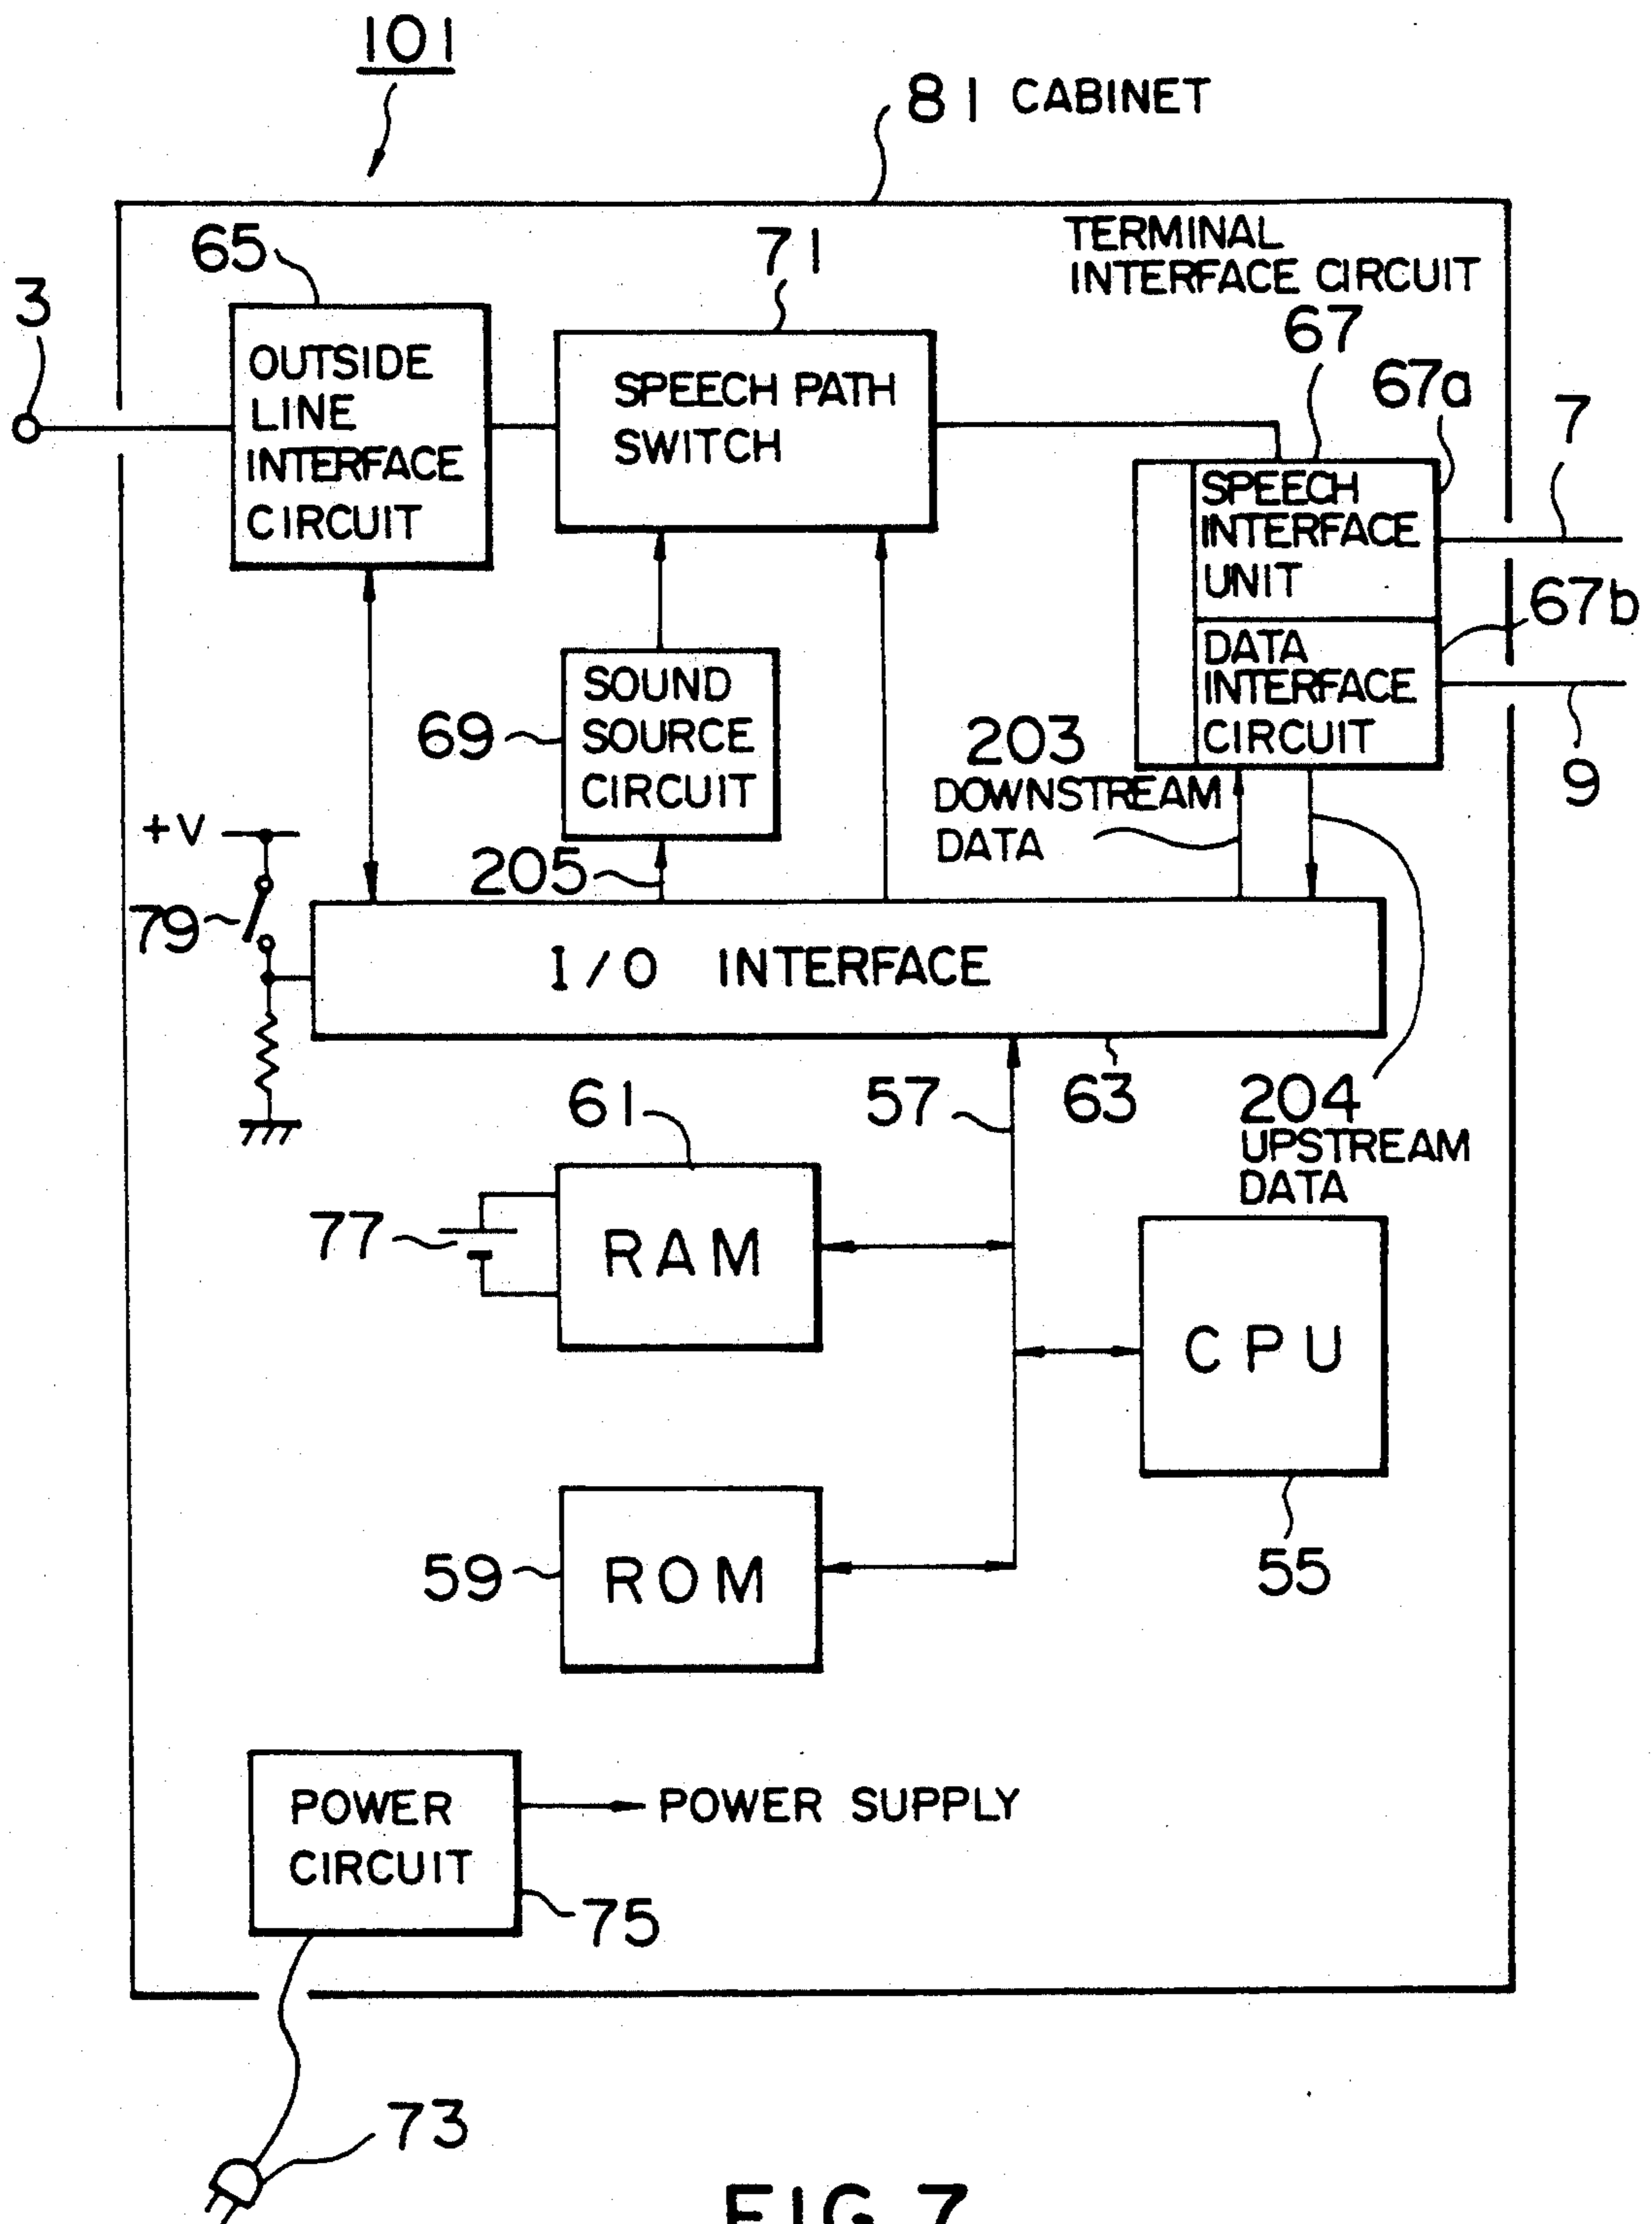 101
81 CABINET
65
71
TERMINAL
INTERFACE CIRCUIT
3
67
67a
7
OUTSIDE
LINE
INTERFACE
CIRCUIT
SPEECH PATH
SWITCH
SPEECH
INTERFACE
UNIT
67b
DATA
INTERFACE
CIRCUIT
9
69
SOUND
SOURCE
CIRCUIT
203
DOWNSTREAM
DATA
+V
205
79
I/O INTERFACE
57
63
204
UPSTREAM
DATA
61
77
RAM
CPU
55
59
ROM
POWER
CIRCUIT
POWER SUPPLY
75
73
FIG. 7